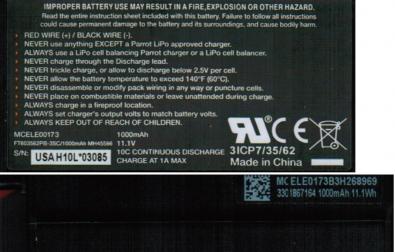 IMPROPER BATTERY USE MAY RESULT IN A FIRE,EXPLOSION OR OTHER HAZARD.
Read the entire instruction sheet included with this battery. Failure to follow all instructions
could cause permanent damage to the battery and its surroundings, and cause bodily harm.
RED WIRE (+) / BLACK WIRE (-).
NEVER use anything EXCEPT a Parrot LiPo approved charger.
ALWAYS use a LiPo cell balancing Parrot charger or a LiPo cell balancer.
NEVER charge through the Discharge lead.
NEVER trickle charge, or allow to discharge below 2.5V per cell.
NEVER allow the battery temperature to exceed 140°F (60°C).
NEVER disassemble or modify pack wiring in any way or puncture cells.
NEVER place on combustible materials or leave unattended during charge.
ALWAYS charge in a fireproof location.
ALWAYS set charger's output volts to match battery volts.
ALWAYS KEEP OUT OF REACH OF CHILDREN.
MCELE00173 1000mAh
FT803562PIS-3SC/1000mAh MH45566 11.1V
S/N: USA H10L*03085 10C CONTINUOUS DISCHARGE
CHARGE AT 1A MAX
3ICP7/35/62
Made in China
MC ELE0173B3H268969
3301867164 1000mAh 11.1Wh